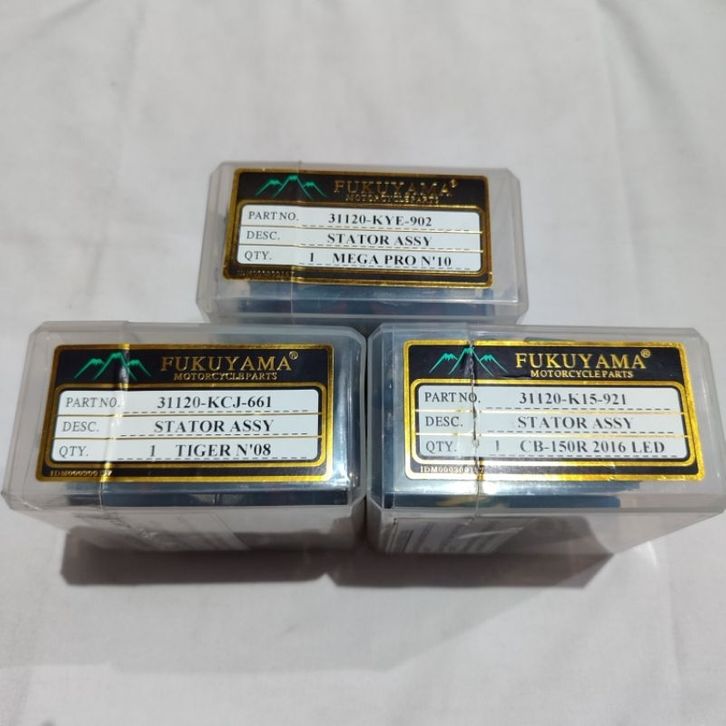 FUKUYAMA®
MOTORCYCLE PARTS
PART NO. 31120-KYE-902
DESC. STATOR ASSY
QTY. 1 MEGA PRO N'10
FUKUYAMA®
MOTORCYCLE PARTS
PART NO. 31120-KCJ-661
DESC. STATOR ASSY
QTY. 1 TIGER N'08
FUKUYAMA®
MOTORCYCLE PARTS
PART NO. 31120-K15-921
DESC. STATOR ASSY
QTY. 1 CB-150R 2016 LED